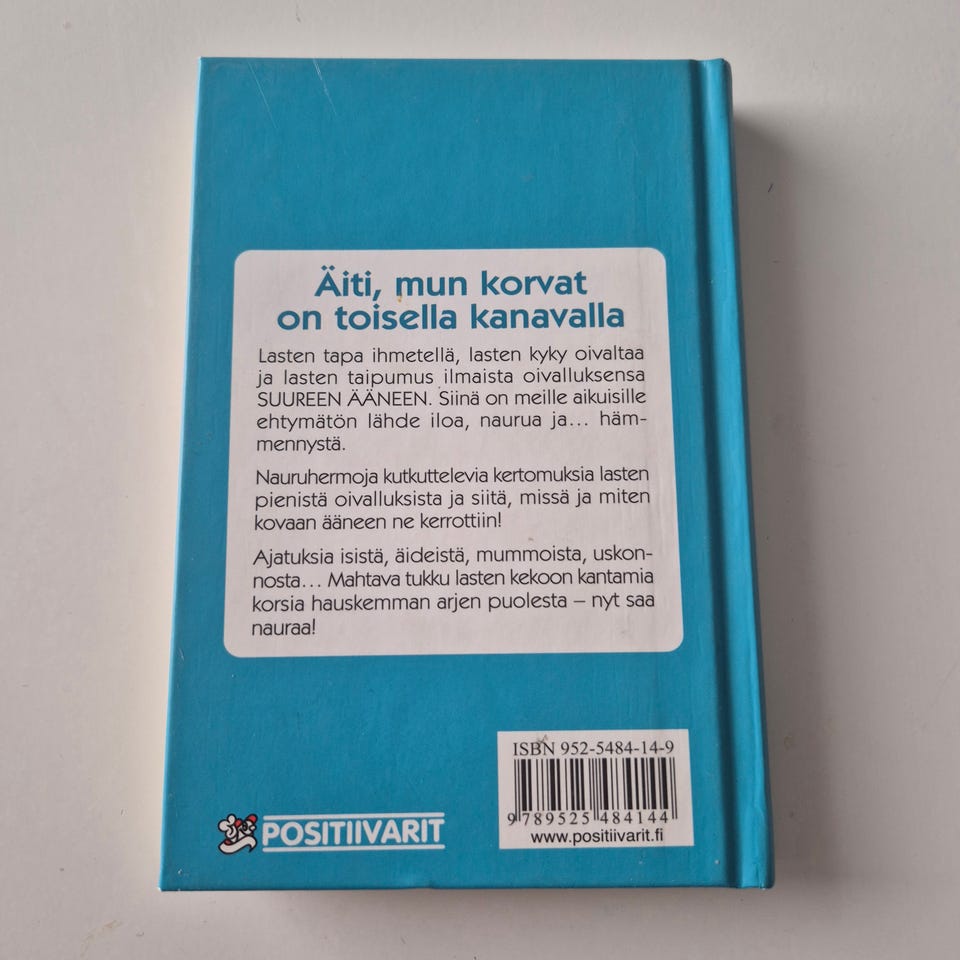 Äiti, mun korvat
on toisella kanavalla
Lasten tapa ihmetellä, lasten kyky oivaltaa
ja lasten taipumus ilmaista oivalluksensa
SUUREEN ÄÄNEEN. Siinä on meille aikuisille
ehtymätön lähde iloa, naurua ja... häm-
mennystä.
Nauruhermoja kutkuttelevia kertomuksia lasten
pienistä oivalluksista ja siitä, missä ja miten
kovaan ääneen ne kerrottiin!
Ajatuksia isistä, äideistä, mummoista, uskon-
nosta... Mahtava tukku lasten kekoon kantamia
korsia hauskemman arjen puolesta – nyt saa
nauraa!
ISBN 952-5484-14-9
9 789525 484144
www.positiivarit.fi
POSITIIVARIT